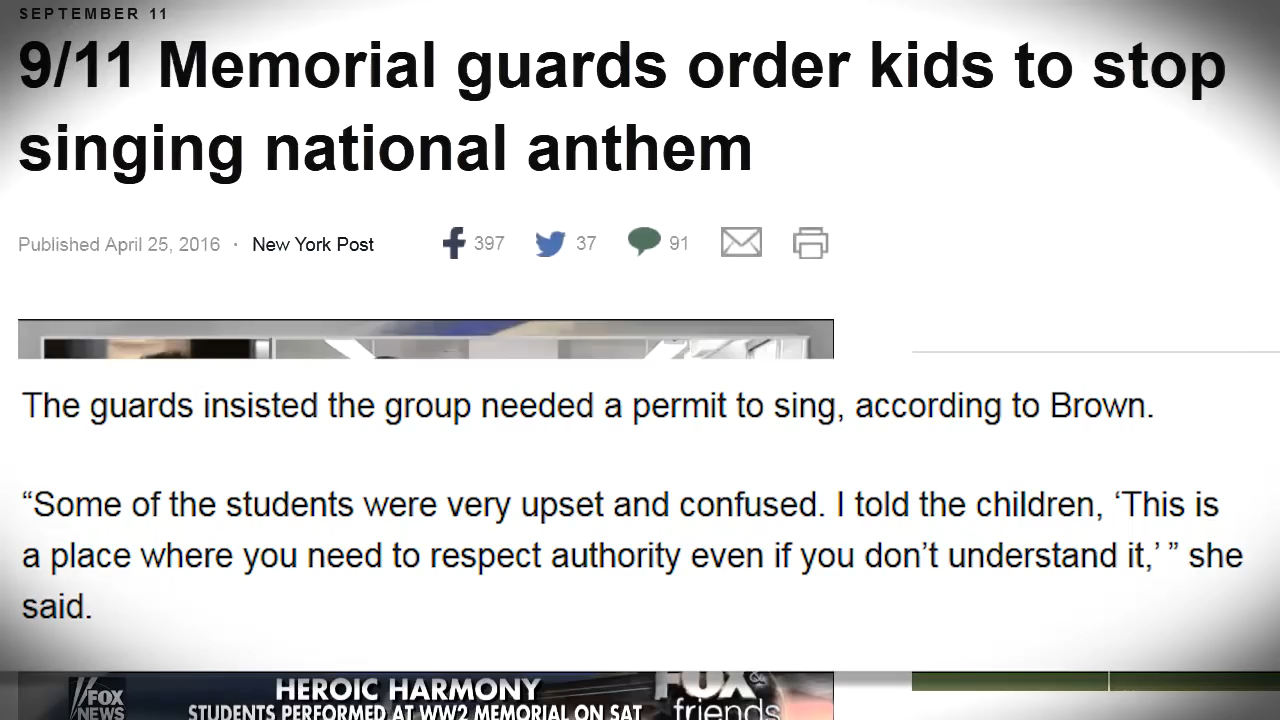 SEPTEMBER 11
9/11 Memorial guards order kids to stop
singing national anthem
Published April 25, 2016 · New York Post 397 37 91
The guards insisted the group needed a permit to sing, according to Brown.
“Some of the students were very upset and confused. I told the children, ‘This is
a place where you need to respect authority even if you don’t understand it,’ ” she
said.
FOX
NEWS
HEROIC HARMONY
STUDENTS PERFORMED AT WW2 MEMORIAL ON SAT
FOX &
friends